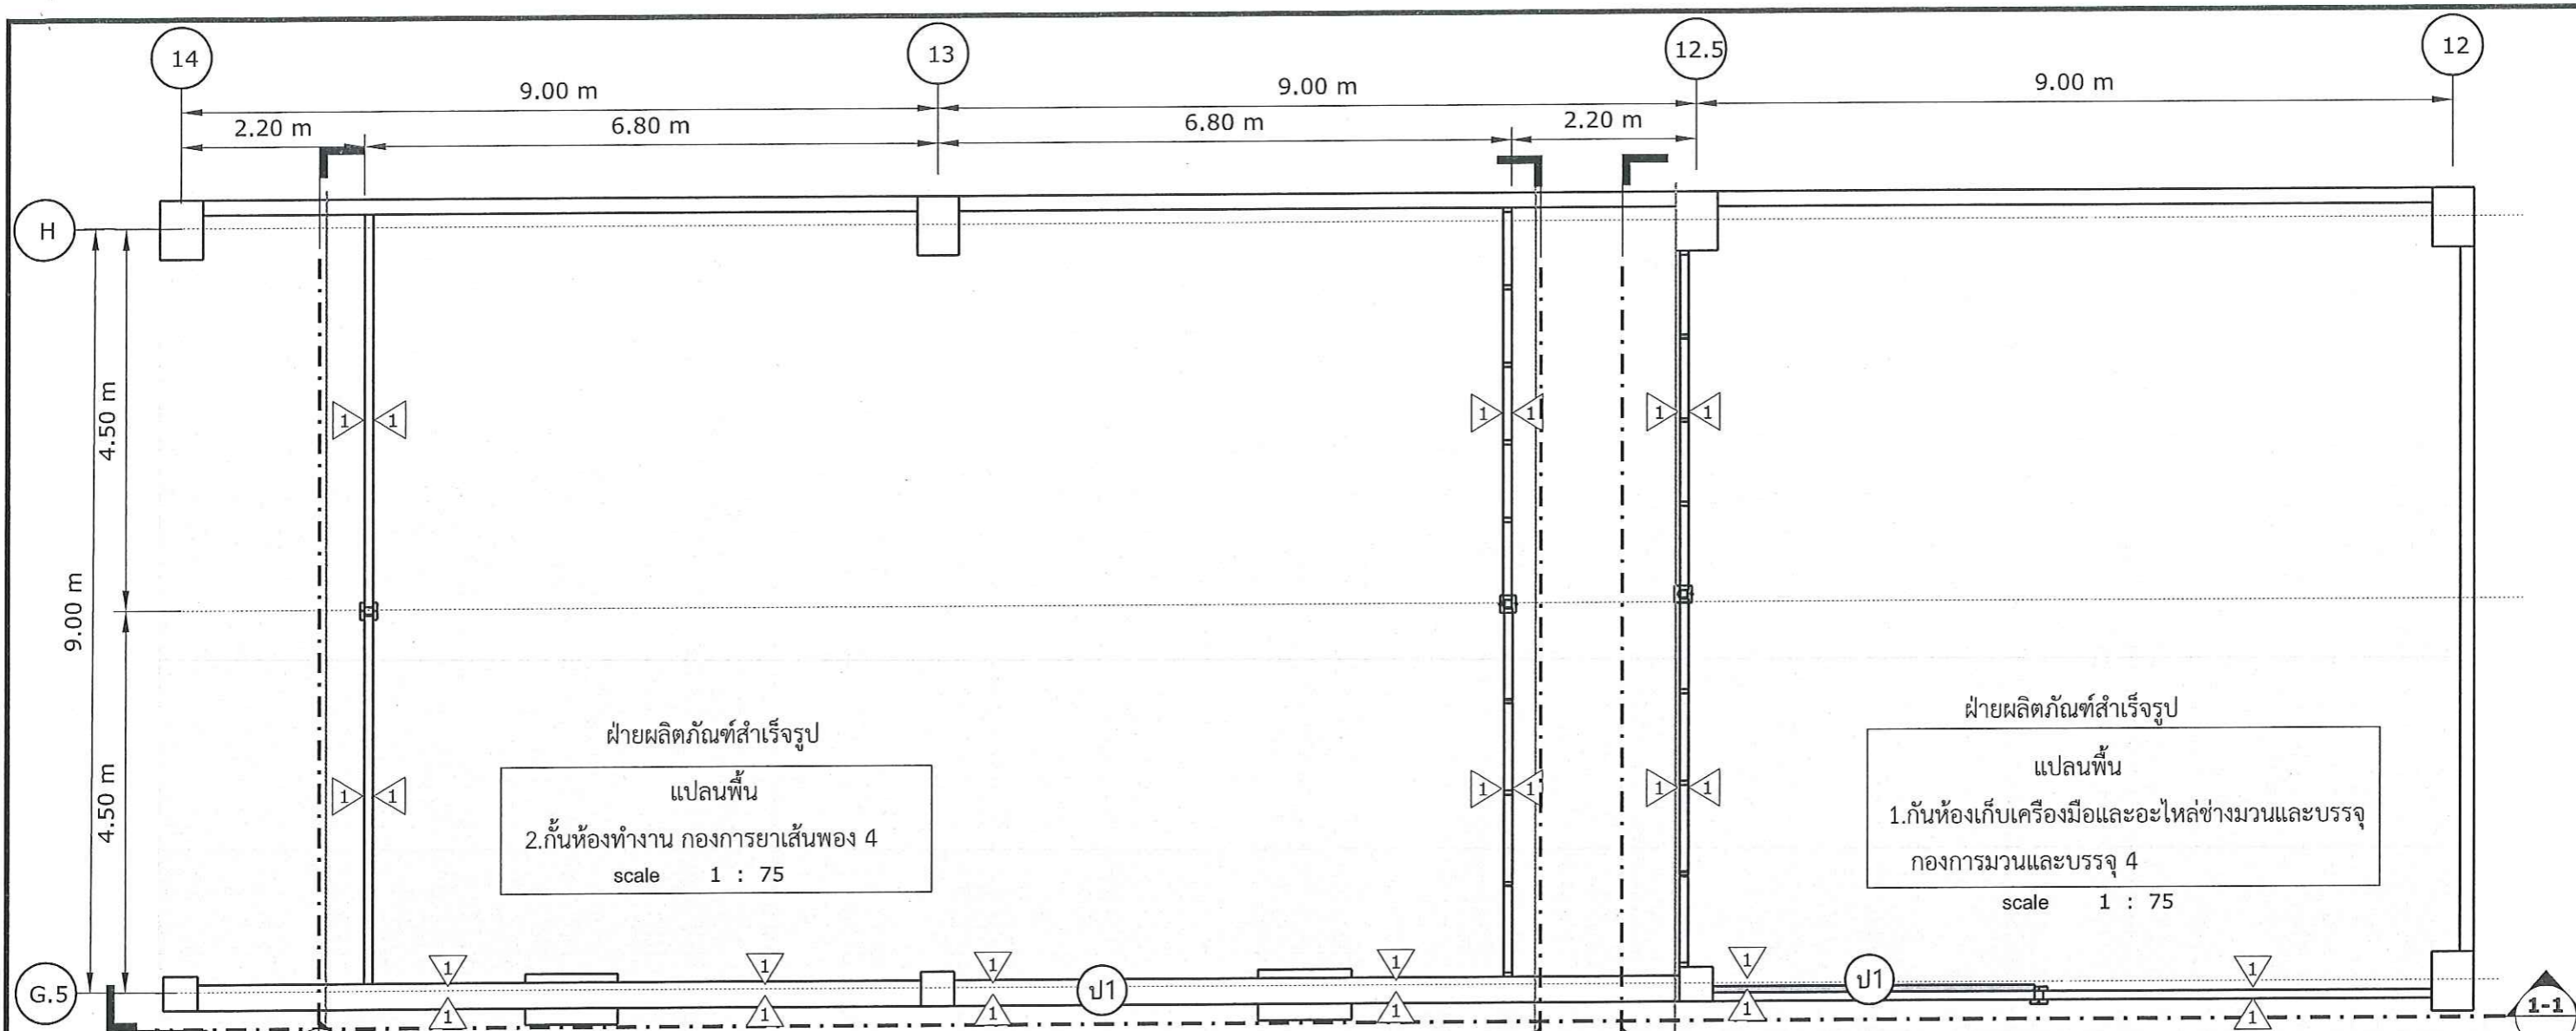 14
13
12.5
12
9.00 m
9.00 m
9.00 m
2.20 m
6.80 m
6.80 m
2.20 m
H
4.50 m
9.00 m
4.50 m
1 1
1 1
1 1
1 1
1 1
1 1
ฝ่ายผลิตภัณฑ์สำเร็จรูป
แปลนพื้น
2.กั้นห้องทำงาน กองการยาเส้นพอง 4
scale 1 : 75
ฝ่ายผลิตภัณฑ์สำเร็จรูป
แปลนพื้น
1.กันห้องเก็บเครื่องมือและอะไหล่ช่างมวนและบรรจุ
กองการมวนและบรรจุ 4
scale 1 : 75
G.5
1 1 1 1 1 1
ป1
ป1
1 1 1 1 1 1
1-1